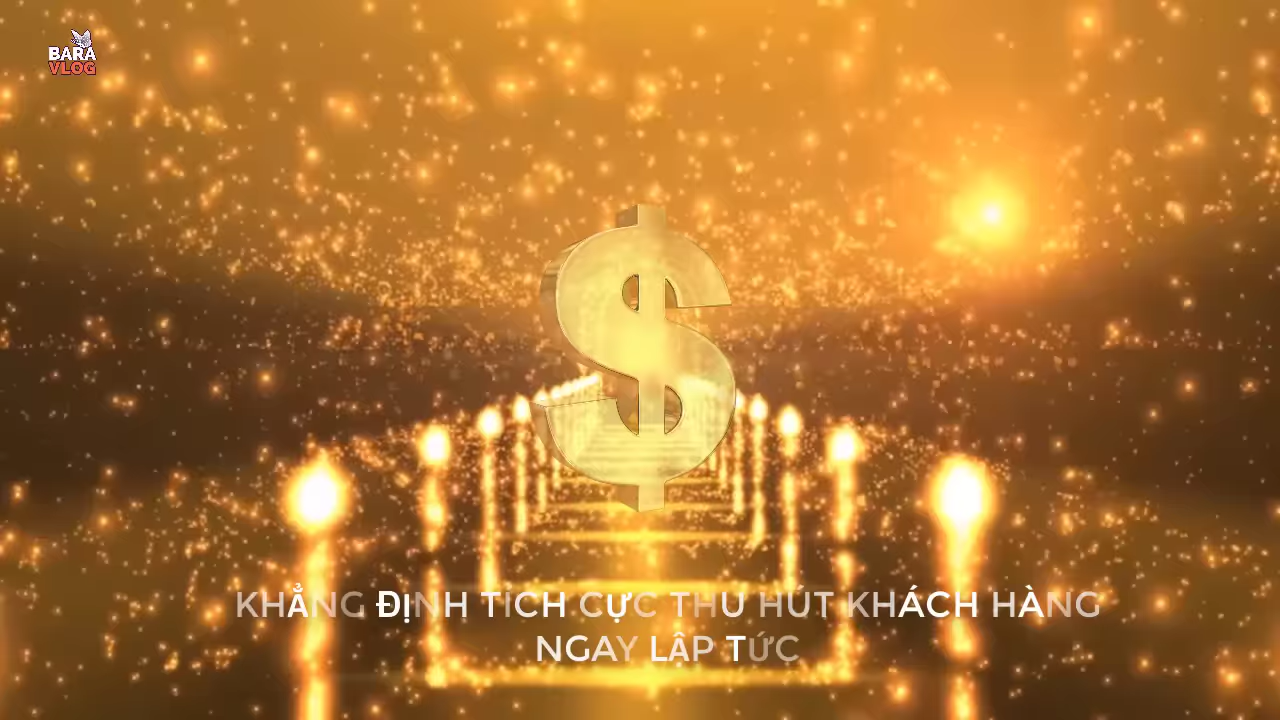 BARA
VLOG
KHẲNG ĐỊNH TÍCH CỰC THU HÚT KHÁCH HÀNG
NGAY LẬP TỨC